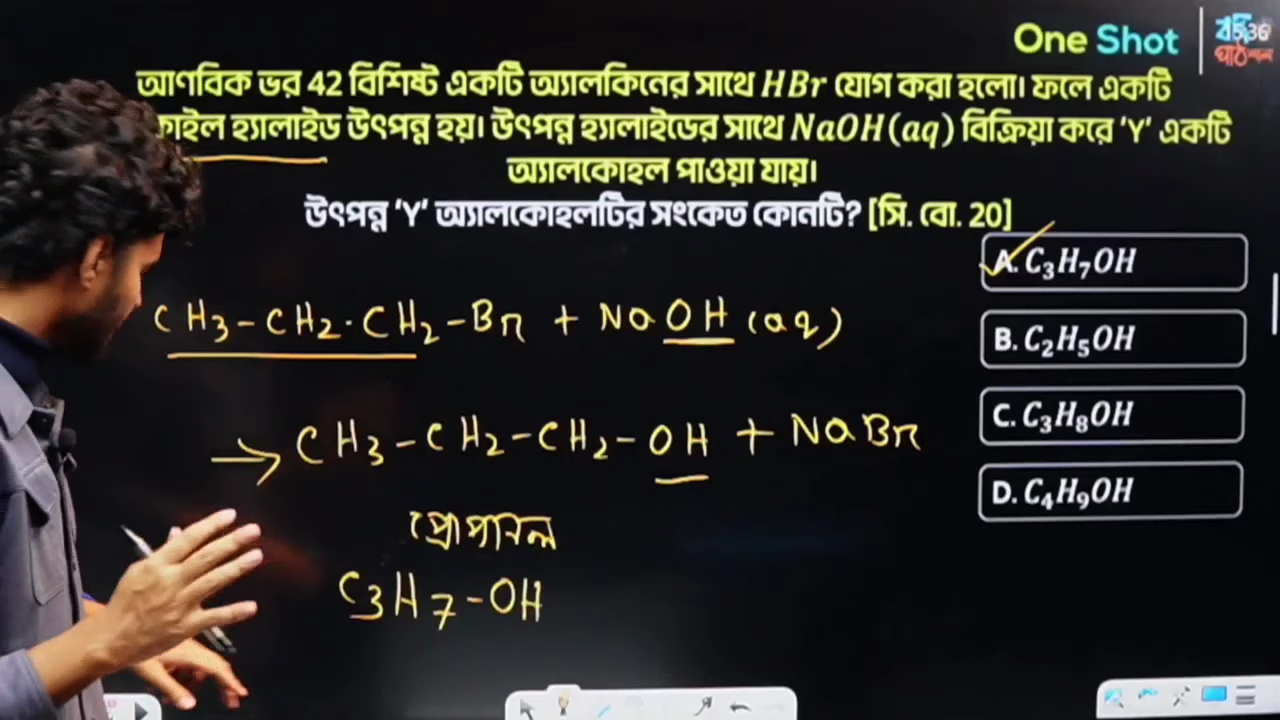 One Shot
আণবিক ভর 42 বিশিষ্ট একটি অ্যালকিনের সাথে HBr যোগ করা হলো। ফলে একটি
হ্যালাইড উৎপন্ন হয়। উৎপন্ন হ্যালাইডের সাথে NaOH(aq) বিক্রিয়া করে ‘Y’ একটি
অ্যালকোহল পাওয়া যায়।
উৎপন্ন ‘Y’ অ্যালকোহলটির সংকেত কোনটি? [সি. বো. 20]
A. C₃H₇OH
B. C₂H₅OH
C. C₃H₈OH
D. C₄H₉OH
CH₃-CH₂·CH₂-Br + NaOH (aq)
→ CH₃-CH₂-CH₂-OH + NaBr
প্রোপানল
C₃H₇-OH